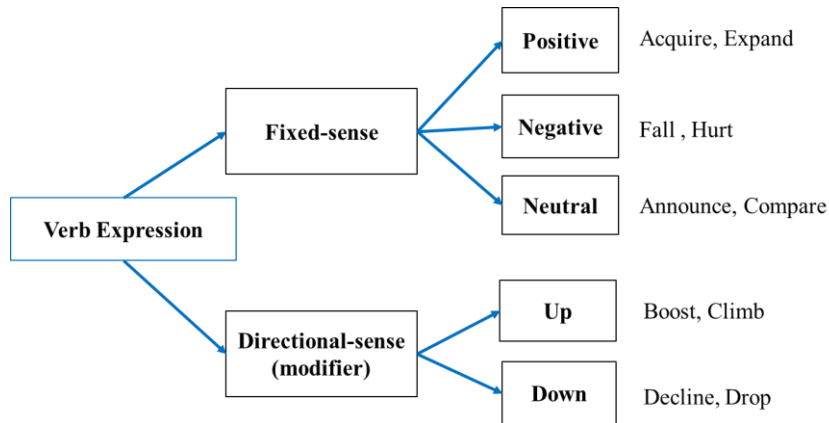 Positive
Acquire, Expand
Fixed-sense
Negative
Fall , Hurt
Neutral
Announce, Compare
Verb Expression
Directional-sense
(modifier)
Up
Boost, Climb
Down
Decline, Drop